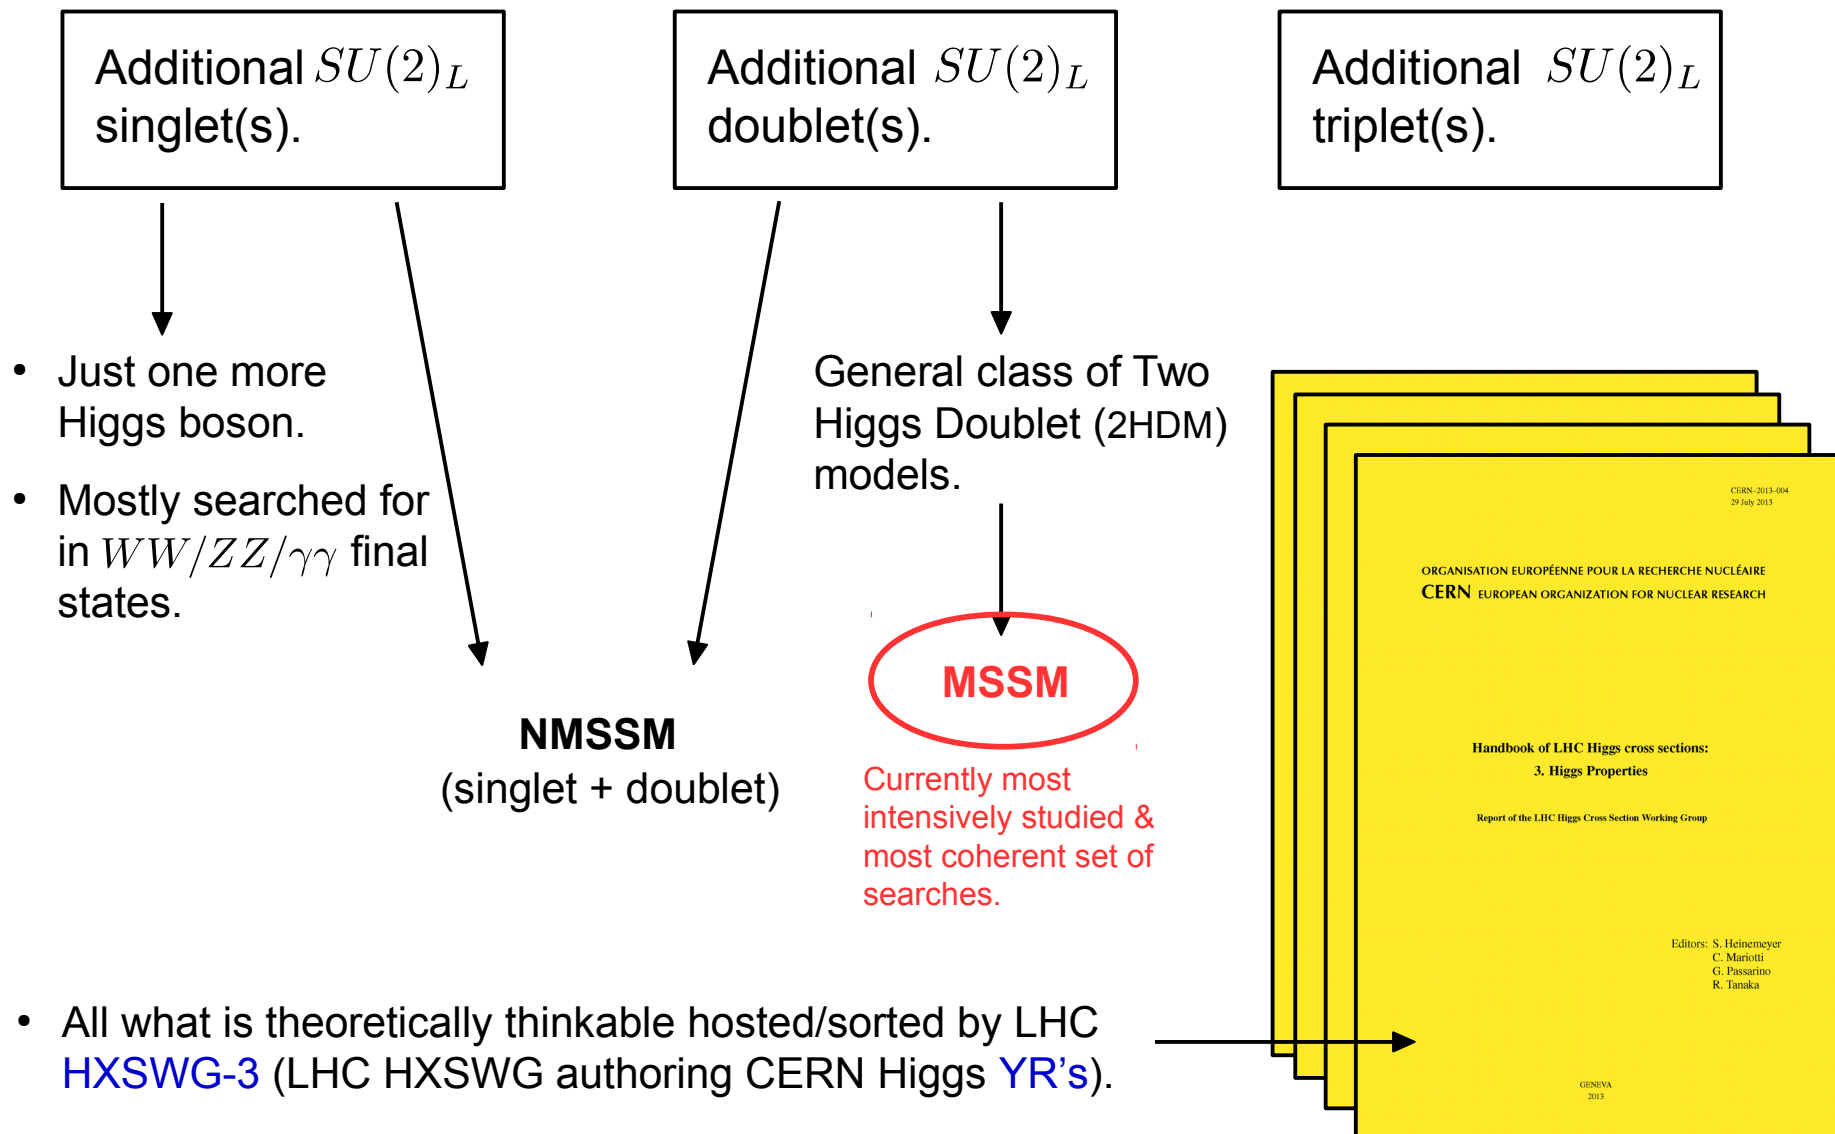 Additional SU(2)_L
singlet(s).
Additional SU(2)_L
doublet(s).
Additional SU(2)_L
triplet(s).
• Just one more
Higgs boson.
• Mostly searched for
in WW/ZZ/γγ final
states.
General class of Two
Higgs Doublet (2HDM)
models.
MSSM
Currently most
intensively studied &
most coherent set of
searches.
NMSSM
(singlet + doublet)
• All what is theoretically thinkable hosted/sorted by LHC
HXSWG-3 (LHC HXSWG authoring CERN Higgs YR's).
CERN–2013–004
29 July 2013
ORGANISATION EUROPÉENNE POUR LA RECHERCHE NUCLÉAIRE
CERN EUROPEAN ORGANIZATION FOR NUCLEAR RESEARCH
Handbook of LHC Higgs cross sections:
3. Higgs Properties
Report of the LHC Higgs Cross Section Working Group
Editors: S. Heinemeyer
C. Mariotti
G. Passarino
R. Tanaka
GENEVA
2013